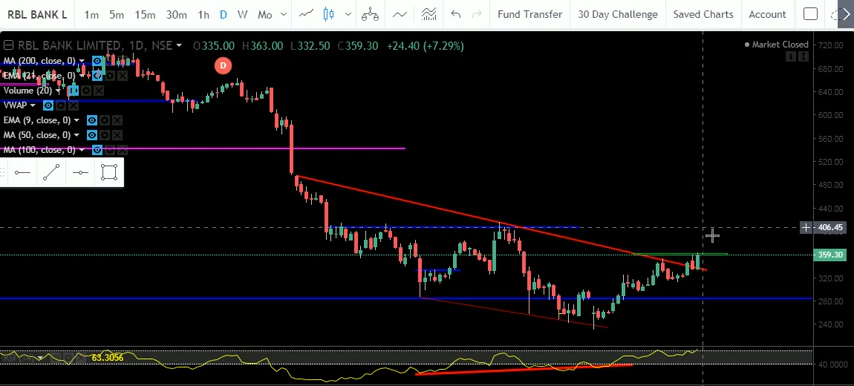 RBL BANK L 1m 5m 15m 30m 1h D W Mo Fund Transfer 30 Day Challenge Saved Charts Account
RBL BANK LIMITED, 1D, NSE O335.00 H363.00 L332.50 C359.30 +24.40 (+7.29%) Market Closed
MA (200, close, 0)
EMA (21, close, 0)
Volume (20)
VWAP
EMA (9, close, 0)
MA (50, close, 0)
MA (100, close, 0)
D
720.00
680.00
640.00
600.00
560.00
520.00
480.00
440.00
406.45
359.30
320.00
280.00
240.00
63.3056
40.0000